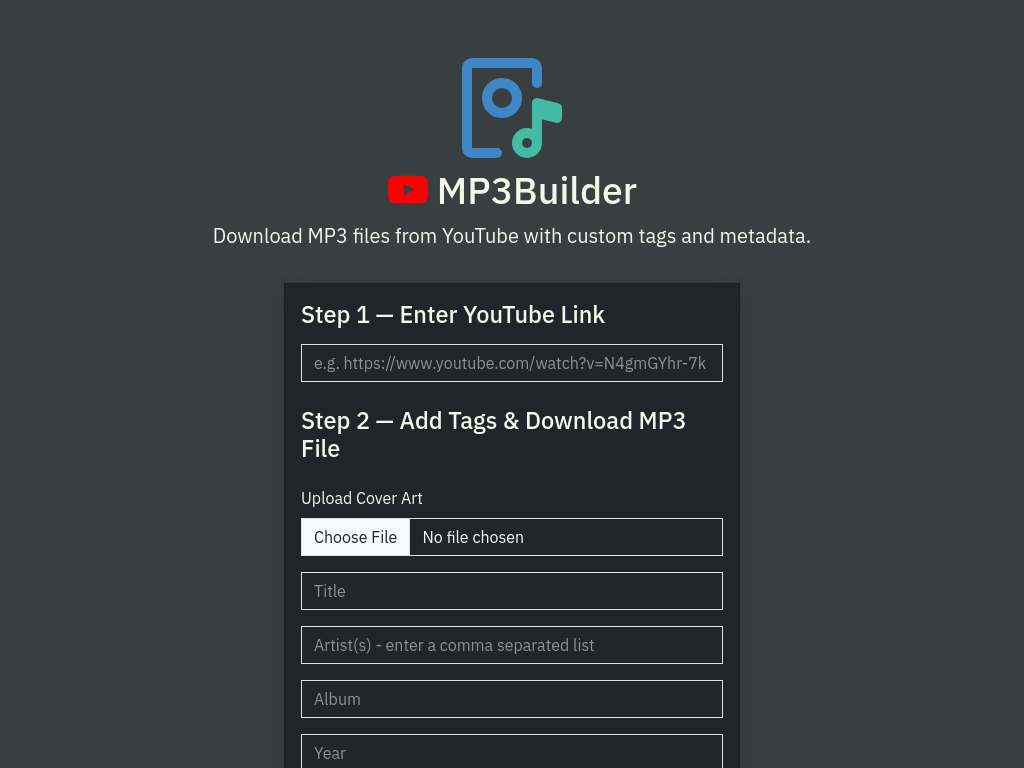 MP3Builder
Download MP3 files from YouTube with custom tags and metadata.
Step 1 — Enter YouTube Link
e.g. https://www.youtube.com/watch?v=N4gmGYhr-7k
Step 2 — Add Tags & Download MP3
File
Upload Cover Art
Choose File No file chosen
Title
Artist(s) - enter a comma separated list
Album
Year